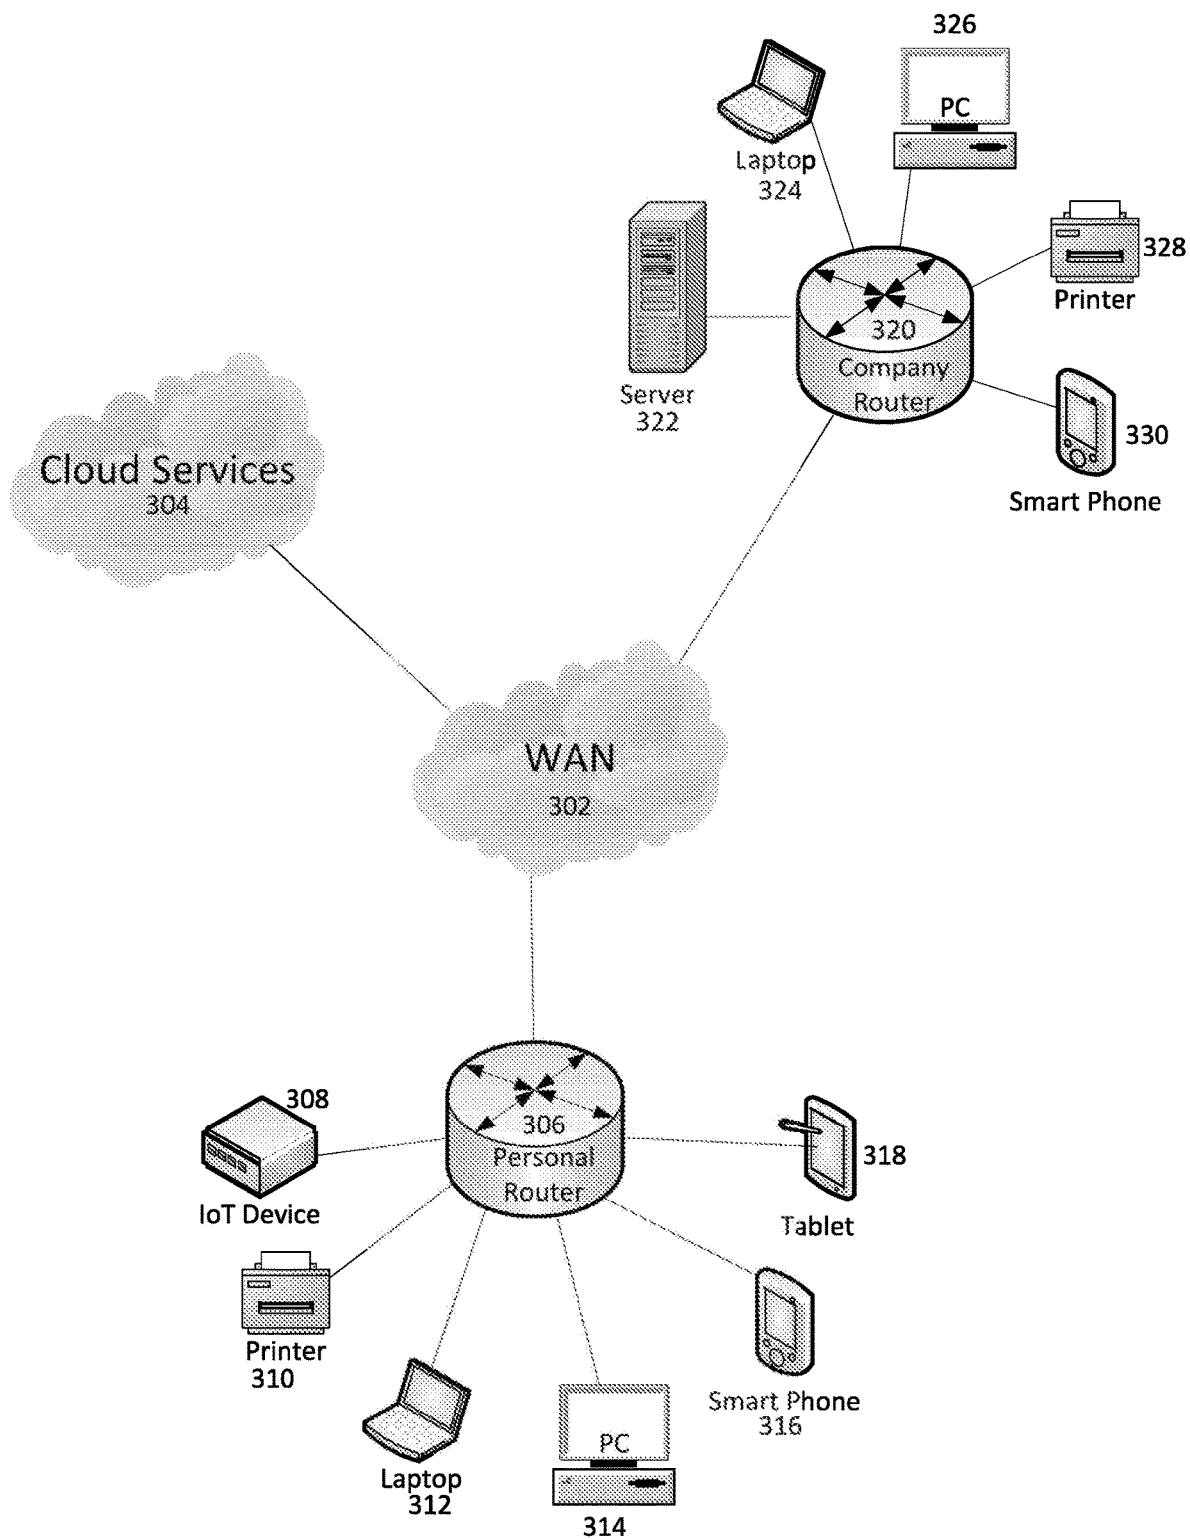 326
PC
Laptop
324
328
Printer
320
Company
Router
Server
322
330
Smart Phone
Cloud Services
304
WAN
302
308
IoT Device
306
Personal
Router
318
Tablet
Printer
310
Smart Phone
316
Laptop
312
PC
314